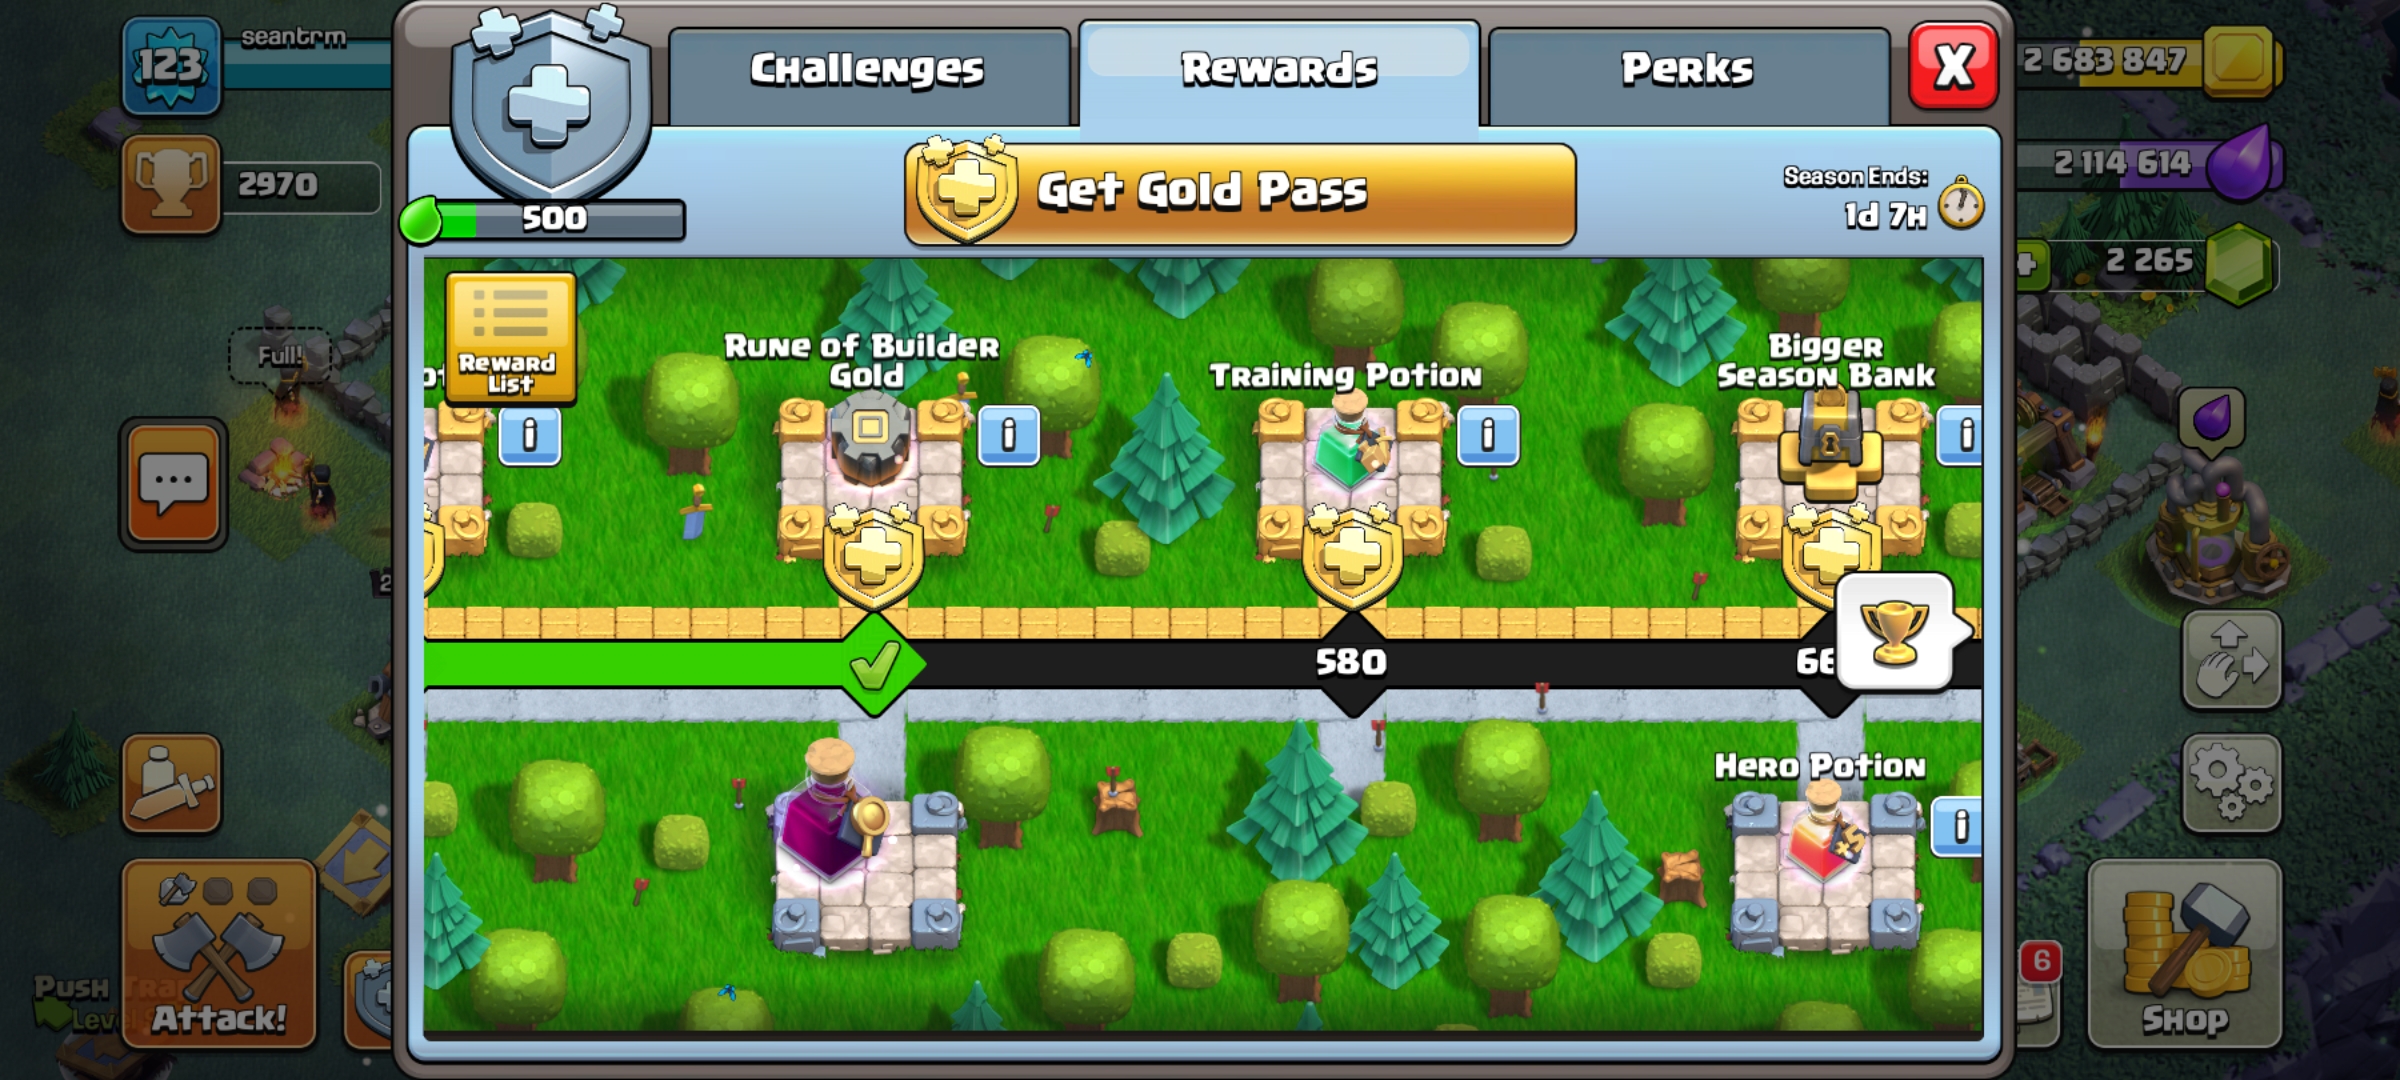 123
seantrm
Challenges
Rewards
Perks
X
2 683 847
2970
Get Gold Pass
Season Ends:
1d 7H
2 114 614
500
2 265
Full!
Reward
List
Rune of Builder
Gold
Training Potion
Bigger
Season Bank
i
i
i
i
580
Hero Potion
i
6
Push
Attack!
Shop